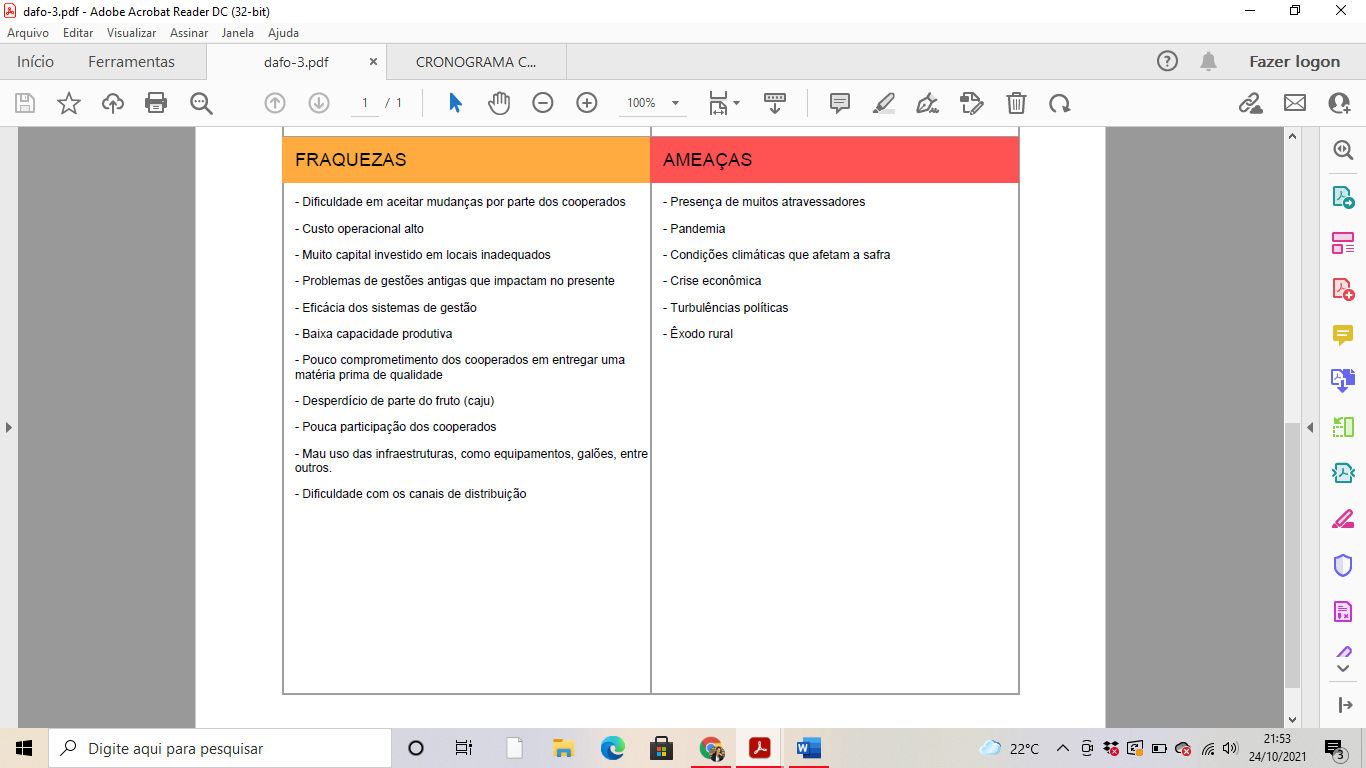 dafo-3.pdf - Adobe Acrobat Reader DC (32-bit)
Arquivo Editar Visualizar Assinar Janela Ajuda
Início Ferramentas dafo-3.pdf CRONOGRAMA C... Fazer logon
1 / 1 100%
FRAQUEZAS
- Dificuldade em aceitar mudanças por parte dos cooperados
- Custo operacional alto
- Muito capital investido em locais inadequados
- Problemas de gestões antigas que impactam no presente
- Eficácia dos sistemas de gestão
- Baixa capacidade produtiva
- Pouco comprometimento dos cooperados em entregar uma
matéria prima de qualidade
- Desperdício de parte do fruto (caju)
- Pouca participação dos cooperados
- Mau uso das infraestruturas, como equipamentos, galões, entre
outros.
- Dificuldade com os canais de distribuição
AMEAÇAS
- Presença de muitos atravessadores
- Pandemia
- Condições climáticas que afetam a safra
- Crise econômica
- Turbulências políticas
- Êxodo rural
Digite aqui para pesquisar
22°C
21:53
24/10/2021
3